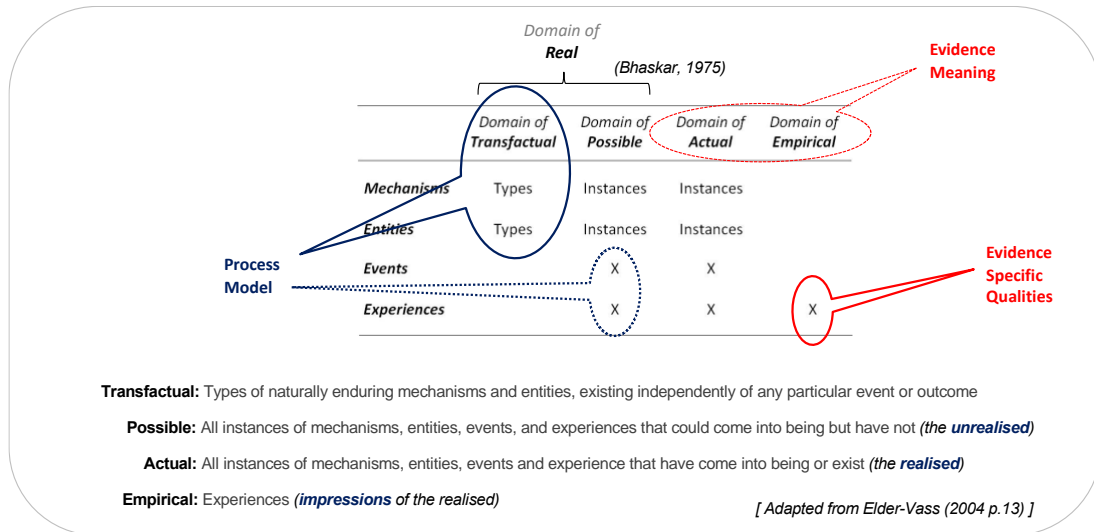 Domain of
Real
(Bhaskar, 1975)
Evidence
Meaning
Domain of Domain of Domain of Domain of
Transfactual Possible Actual Empirical
Mechanisms Types Instances Instances
Entities Types Instances Instances
Process
Model
Events X X
Experiences X X X
Evidence
Specific
Qualities
Transfactual: Types of naturally enduring mechanisms and entities, existing independently of any particular event or outcome
Possible: All instances of mechanisms, entities, events, and experiences that could come into being but have not (the unrealised)
Actual: All instances of mechanisms, entities, events and experience that have come into being or exist (the realised)
Empirical: Experiences (impressions of the realised)
[ Adapted from Elder-Vass (2004 p.13) ]